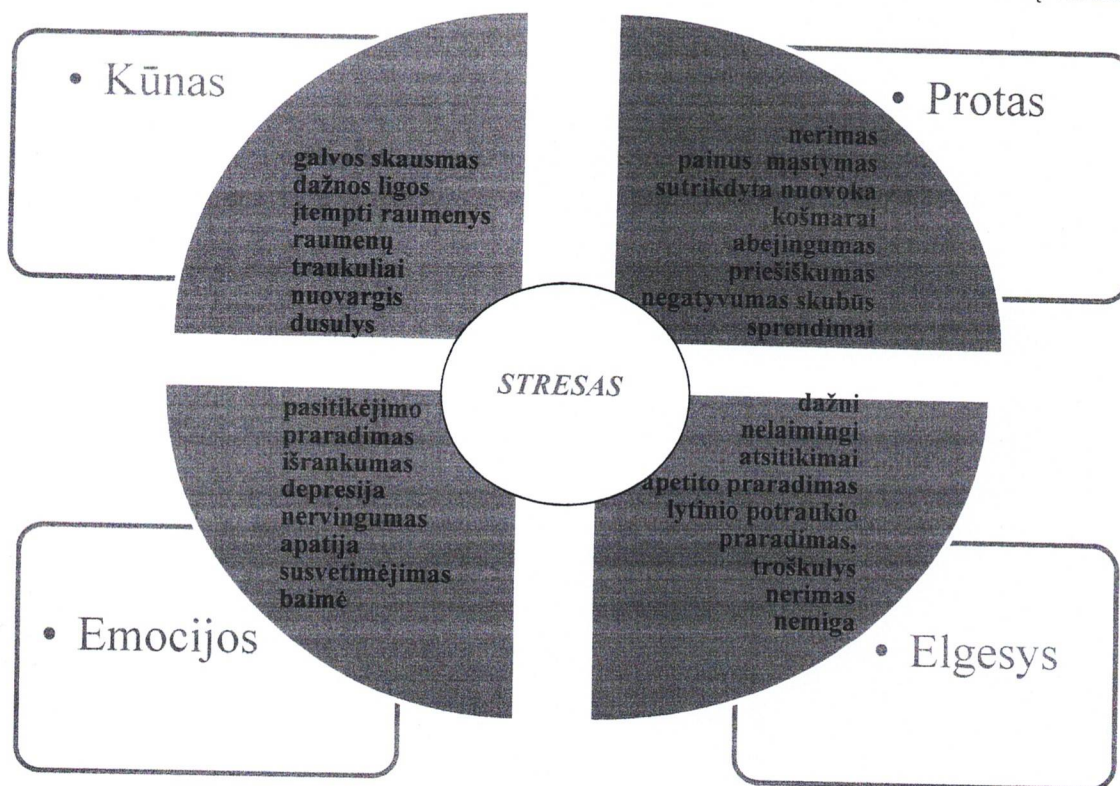 • Kūnas
galvos skausmas
dažnos ligos
įtempti raumenys
raumenų
traukuliai
nuovargis
dusulys
• Protas
nerimas
painus mąstymas
sutrikdyta nuovoka
košmarai
abejingumas
priešiškumas
negatyvumas skubūs
sprendimai
STRESAS
pasitikėjimo
praradimas
išrankumas
depresija
nervingumas
apatija
susvetimėjimas
baimė
• Emocijos
dažni
nelaimingi
atsitikimai
apetito praradimas
lytinio potraukio
praradimas,
troškulys
nerimas
nemiga
• Elgesys